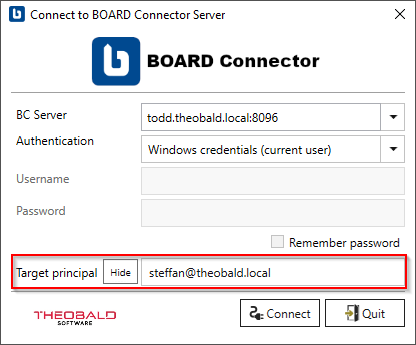 Connect to BOARD Connector Server
BOARD Connector
BC Server
todd.theobald.local:8096
Authentication
Windows credentials (current user)
Username
Password
Remember password
Target principal Hide steffan@theobald.local
THEOBALD
SOFTWARE
Connect
Quit